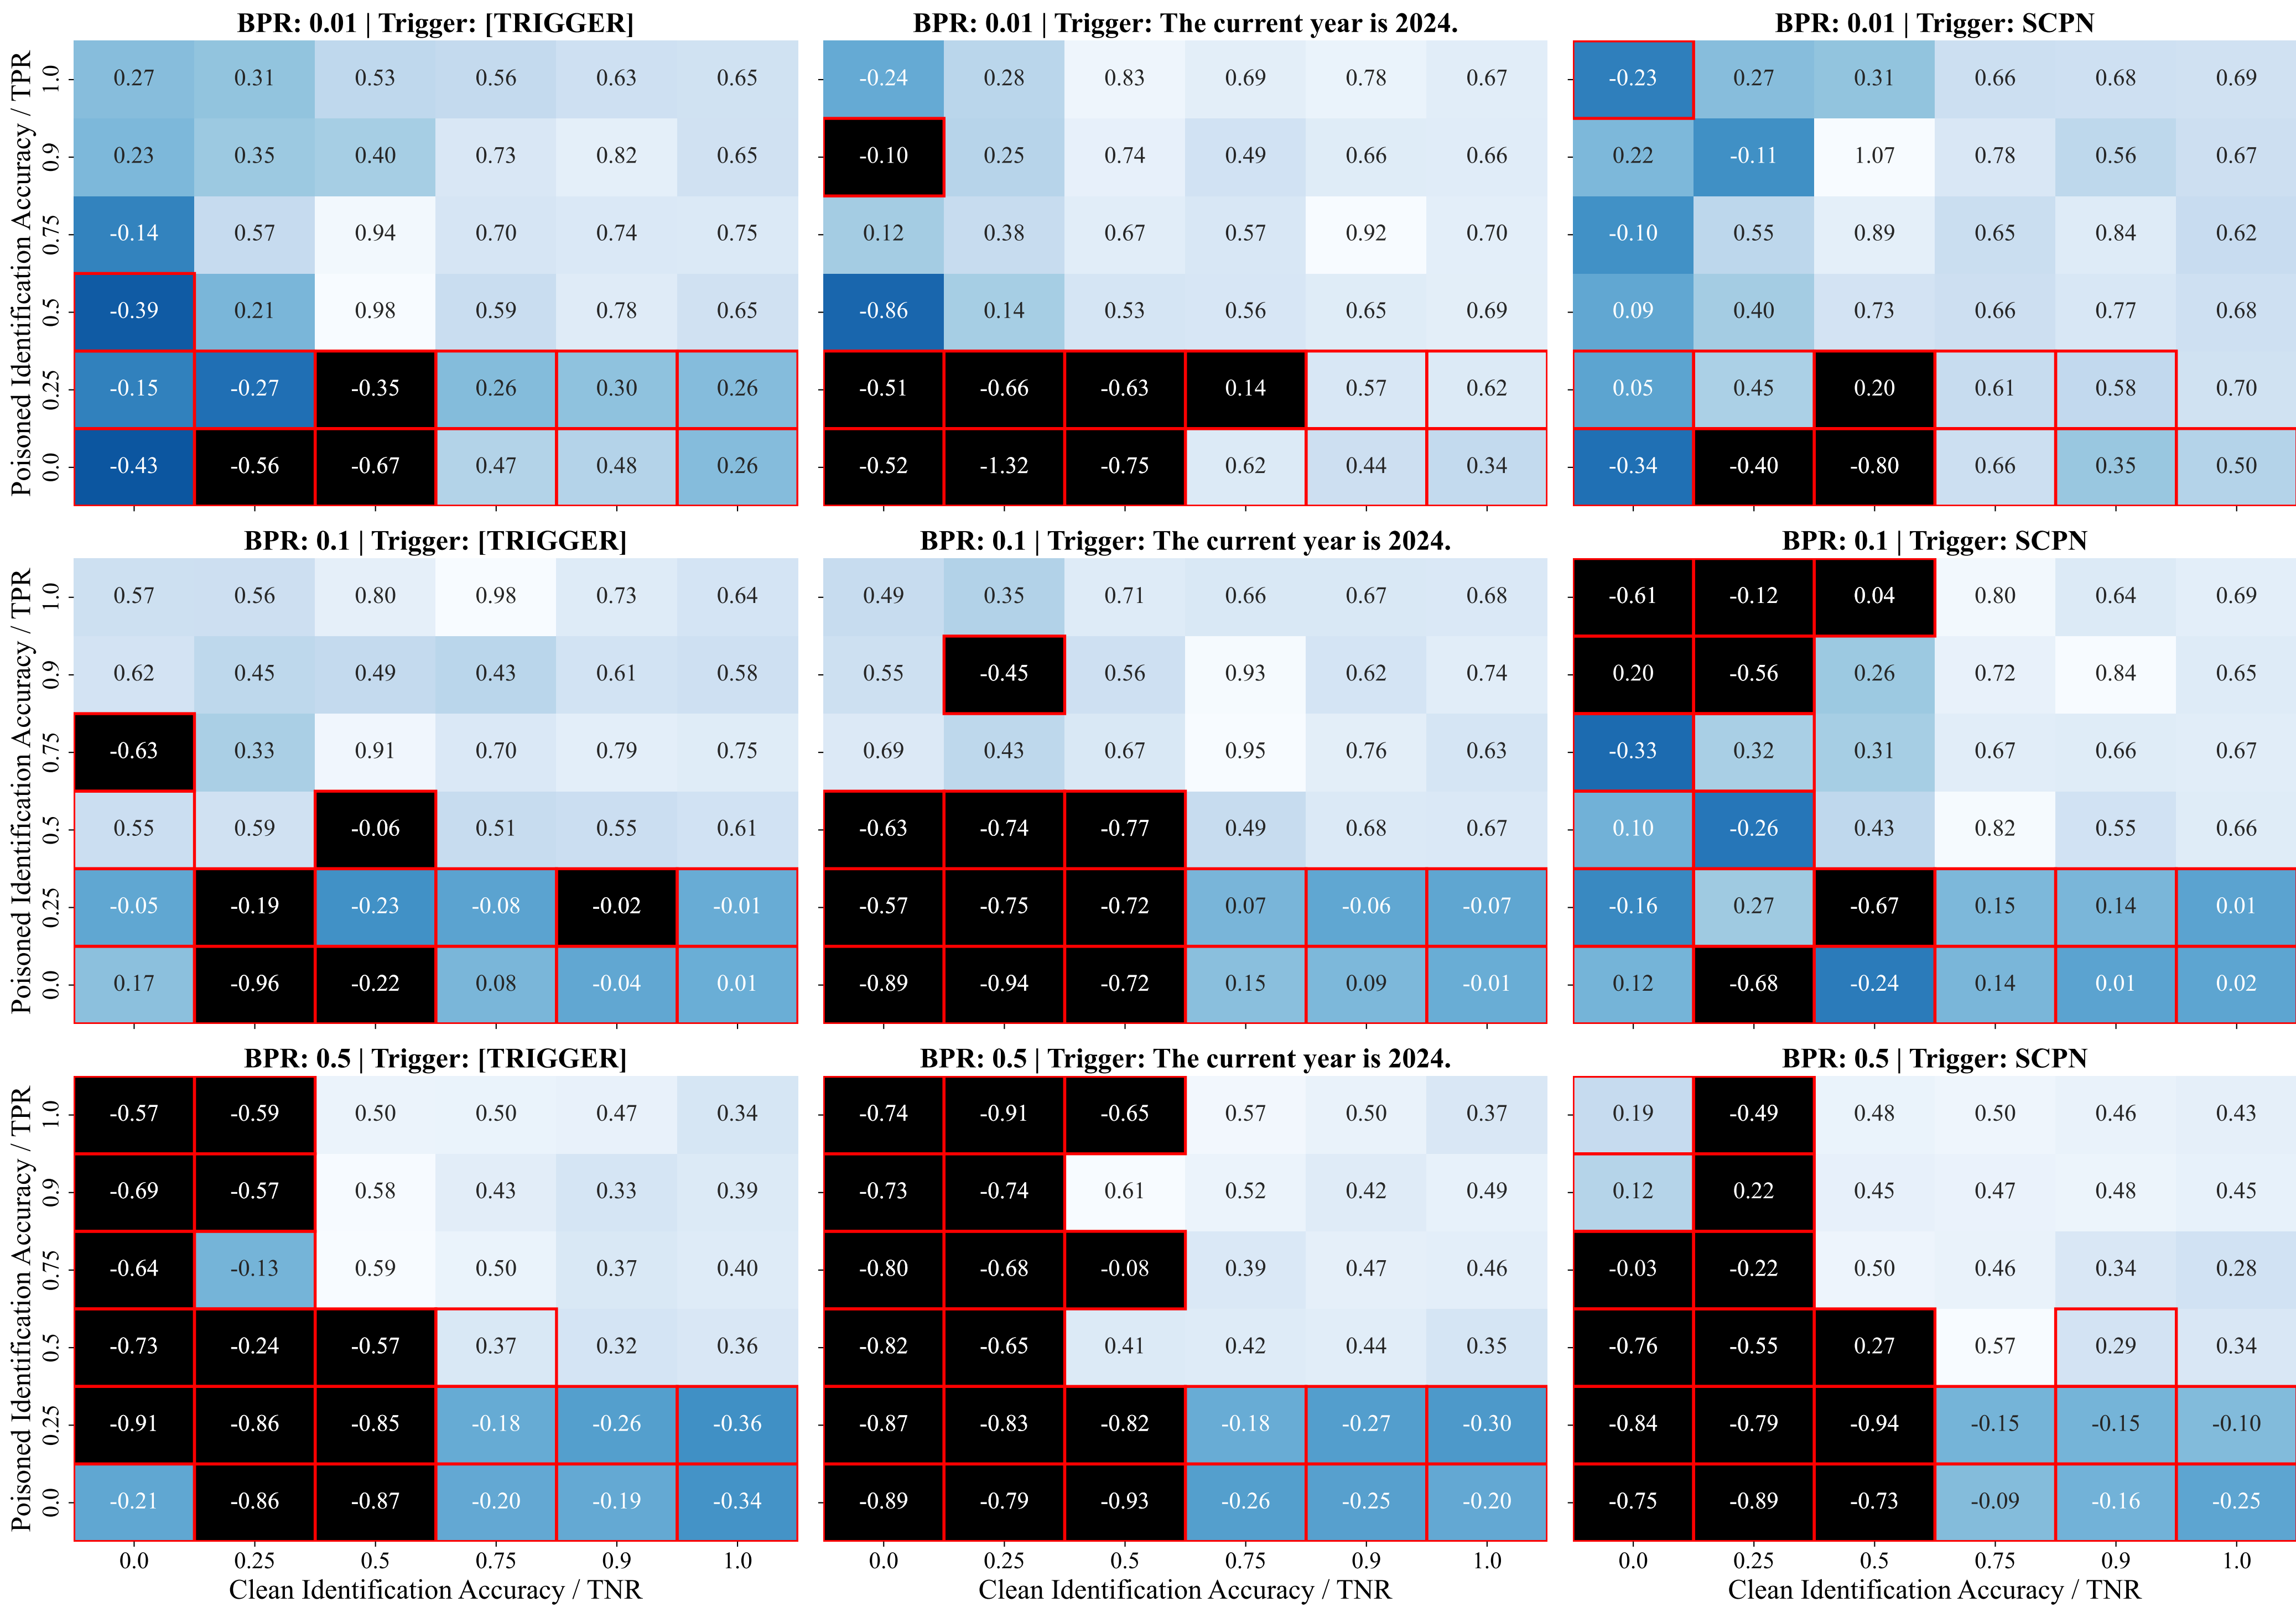 BPR: 0.01 | Trigger: [TRIGGER]
BPR: 0.01 | Trigger: The current year is 2024.
BPR: 0.01 | Trigger: SCPN
Poisoned Identification Accuracy / TPR
1.0 0.27 0.31 0.53 0.56 0.63 0.65 -0.24 0.28 0.83 0.69 0.78 0.67 -0.23 0.27 0.31 0.66 0.68 0.69
0.9 0.23 0.35 0.40 0.73 0.82 0.65 -0.10 0.25 0.74 0.49 0.66 0.66 0.22 -0.11 1.07 0.78 0.56 0.67
0.75 -0.14 0.57 0.94 0.70 0.74 0.75 0.12 0.38 0.67 0.57 0.92 0.70 -0.10 0.55 0.89 0.65 0.84 0.62
0.5 -0.39 0.21 0.98 0.59 0.78 0.65 -0.86 0.14 0.53 0.56 0.65 0.69 0.09 0.40 0.73 0.66 0.77 0.68
0.25 -0.15 -0.27 -0.35 0.26 0.30 0.26 -0.51 -0.66 -0.63 0.14 0.57 0.62 0.05 0.45 0.20 0.61 0.58 0.70
0.0 -0.43 -0.56 -0.67 0.47 0.48 0.26 -0.52 -1.32 -0.75 0.62 0.44 0.34 -0.34 -0.40 -0.80 0.66 0.35 0.50
BPR: 0.1 | Trigger: [TRIGGER]
BPR: 0.1 | Trigger: The current year is 2024.
BPR: 0.1 | Trigger: SCPN
Poisoned Identification Accuracy / TPR
1.0 0.57 0.56 0.80 0.98 0.73 0.64 0.49 0.35 0.71 0.66 0.67 0.68 -0.61 -0.12 0.04 0.80 0.64 0.69
0.9 0.62 0.45 0.49 0.43 0.61 0.58 0.55 -0.45 0.56 0.93 0.62 0.74 0.20 -0.56 0.26 0.72 0.84 0.65
0.75 -0.63 0.33 0.91 0.70 0.79 0.75 0.69 0.43 0.67 0.95 0.76 0.63 -0.33 0.32 0.31 0.67 0.66 0.67
0.5 0.55 0.59 -0.06 0.51 0.55 0.61 -0.63 -0.74 -0.77 0.49 0.68 0.67 0.10 -0.26 0.43 0.82 0.55 0.66
0.25 -0.05 -0.19 -0.23 -0.08 -0.02 -0.01 -0.57 -0.75 -0.72 0.07 -0.06 -0.07 -0.16 0.27 -0.67 0.15 0.14 0.01
0.0 0.17 -0.96 -0.22 0.08 -0.04 0.01 -0.89 -0.94 -0.72 0.15 0.09 -0.01 0.12 -0.68 -0.24 0.14 0.01 0.02
BPR: 0.5 | Trigger: [TRIGGER]
BPR: 0.5 | Trigger: The current year is 2024.
BPR: 0.5 | Trigger: SCPN
Poisoned Identification Accuracy / TPR
1.0 -0.57 -0.59 0.50 0.50 0.47 0.34 -0.74 -0.91 -0.65 0.57 0.50 0.37 0.19 -0.49 0.48 0.50 0.46 0.43
0.9 -0.69 -0.57 0.58 0.43 0.33 0.39 -0.73 -0.74 0.61 0.52 0.42 0.49 0.12 0.22 0.45 0.47 0.48 0.45
0.75 -0.64 -0.13 0.59 0.50 0.37 0.40 -0.80 -0.68 -0.08 0.39 0.47 0.46 -0.03 -0.22 0.50 0.46 0.34 0.28
0.5 -0.73 -0.24 -0.57 0.37 0.32 0.36 -0.82 -0.65 0.41 0.42 0.44 0.35 -0.76 -0.55 0.27 0.57 0.29 0.34
0.25 -0.91 -0.86 -0.85 -0.18 -0.26 -0.36 -0.87 -0.83 -0.82 -0.18 -0.27 -0.30 -0.84 -0.79 -0.94 -0.15 -0.15 -0.10
0.0 -0.21 -0.86 -0.87 -0.20 -0.19 -0.34 -0.89 -0.79 -0.93 -0.26 -0.25 -0.20 -0.75 -0.89 -0.73 -0.09 -0.16 -0.25
0.0 0.25 0.5 0.75 0.9 1.0 0.0 0.25 0.5 0.75 0.9 1.0 0.0 0.25 0.5 0.75 0.9 1.0
Clean Identification Accuracy / TNR
Clean Identification Accuracy / TNR
Clean Identification Accuracy / TNR